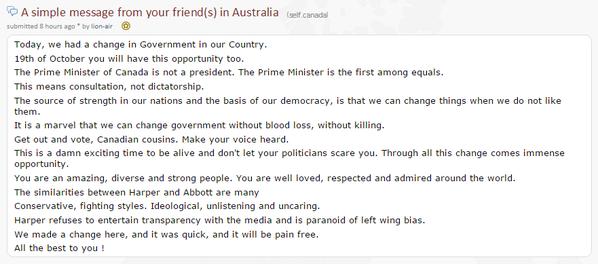 A simple message from your friend(s) in Australia (self.canada)
submitted 8 hours ago * by lion-air
Today, we had a change in Government in our Country.
19th of October you will have this opportunity too.
The Prime Minister of Canada is not a president. The Prime Minister is the first among equals.
This means consultation, not dictatorship.
The source of strength in our nations and the basis of our democracy, is that we can change things when we do not like
them.
It is a marvel that we can change government without blood loss, without killing.
Get out and vote, Canadian cousins. Make your voice heard.
This is a damn exciting time to be alive and don't let your politicians scare you. Through all this change comes immense
opportunity.
You are an amazing, diverse and strong people. You are well loved, respected and admired around the world.
The similarities between Harper and Abbott are many
Conservative, fighting styles. Ideological, unlistening and uncaring.
Harper refuses to entertain transparency with the media and is paranoid of left wing bias.
We made a change here, and it was quick, and it will be pain free.
All the best to you !